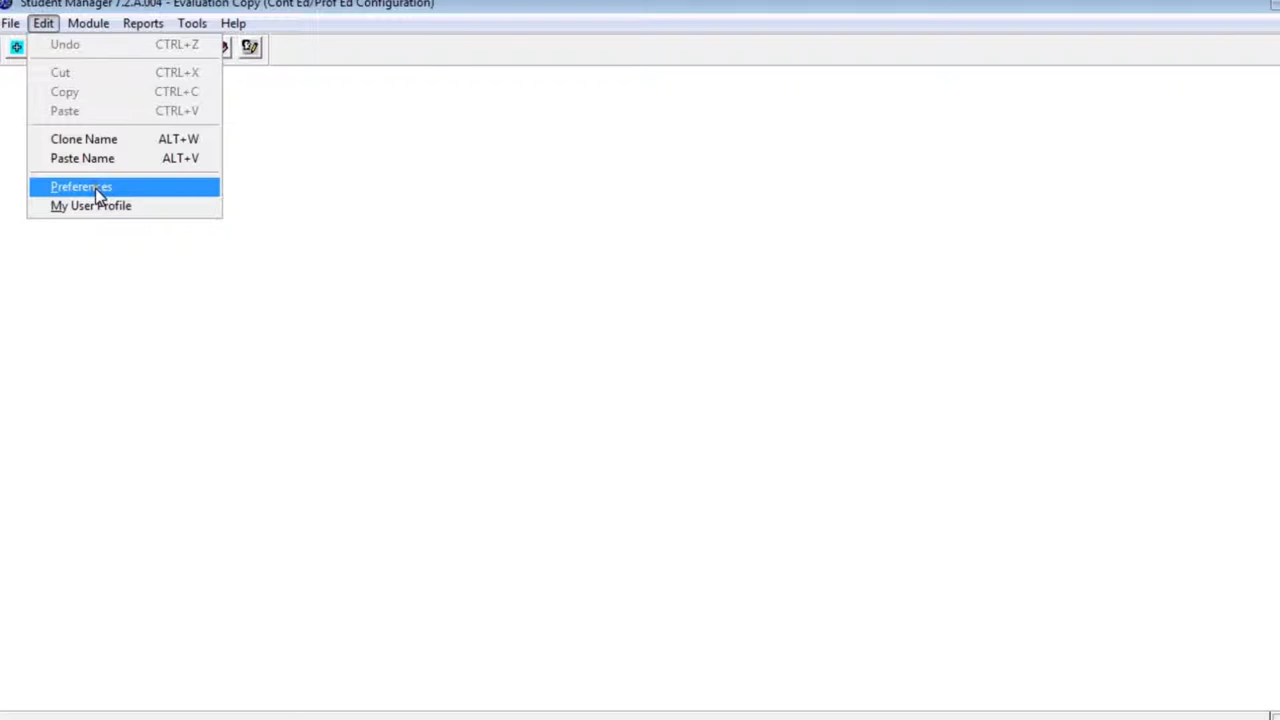 Student Manager 7.2.A.004 - Evaluation Copy (Cont Ed/Prof Ed Configuration)
File Edit Module Reports Tools Help
Undo CTRL+Z
Cut CTRL+X
Copy CTRL+C
Paste CTRL+V
Clone Name ALT+W
Paste Name ALT+V
Preferences
My User Profile